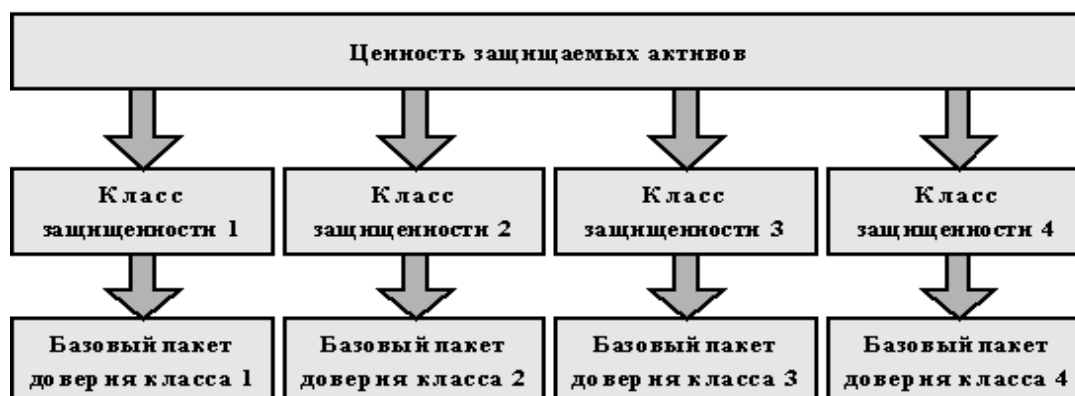 Ценность защищаемых активов
Класс
защищенности 1
Класс
защищенности 2
Класс
защищенности 3
Класс
защищенности 4
Базовый пакет
доверия класса 1
Базовый пакет
доверия класса 2
Базовый пакет
доверия класса 3
Базовый пакет
доверия класса 4